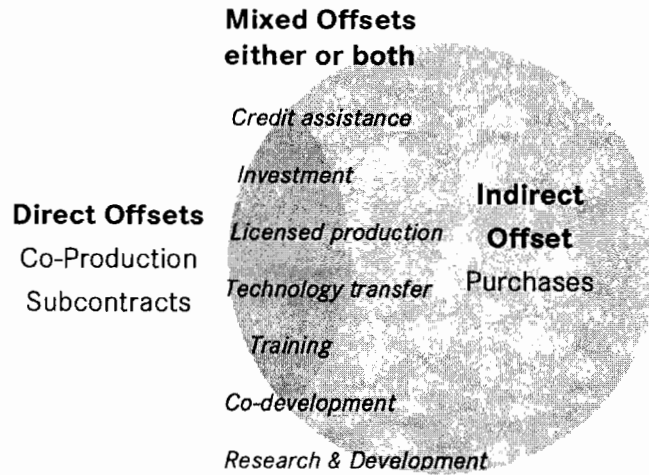 Mixed Offsets
either or both
Credit assistance
Investment
Direct Offsets
Co-Production
Subcontracts
Licensed production
Technology transfer
Training
Co-development
Research & Development
Indirect
Offset
Purchases